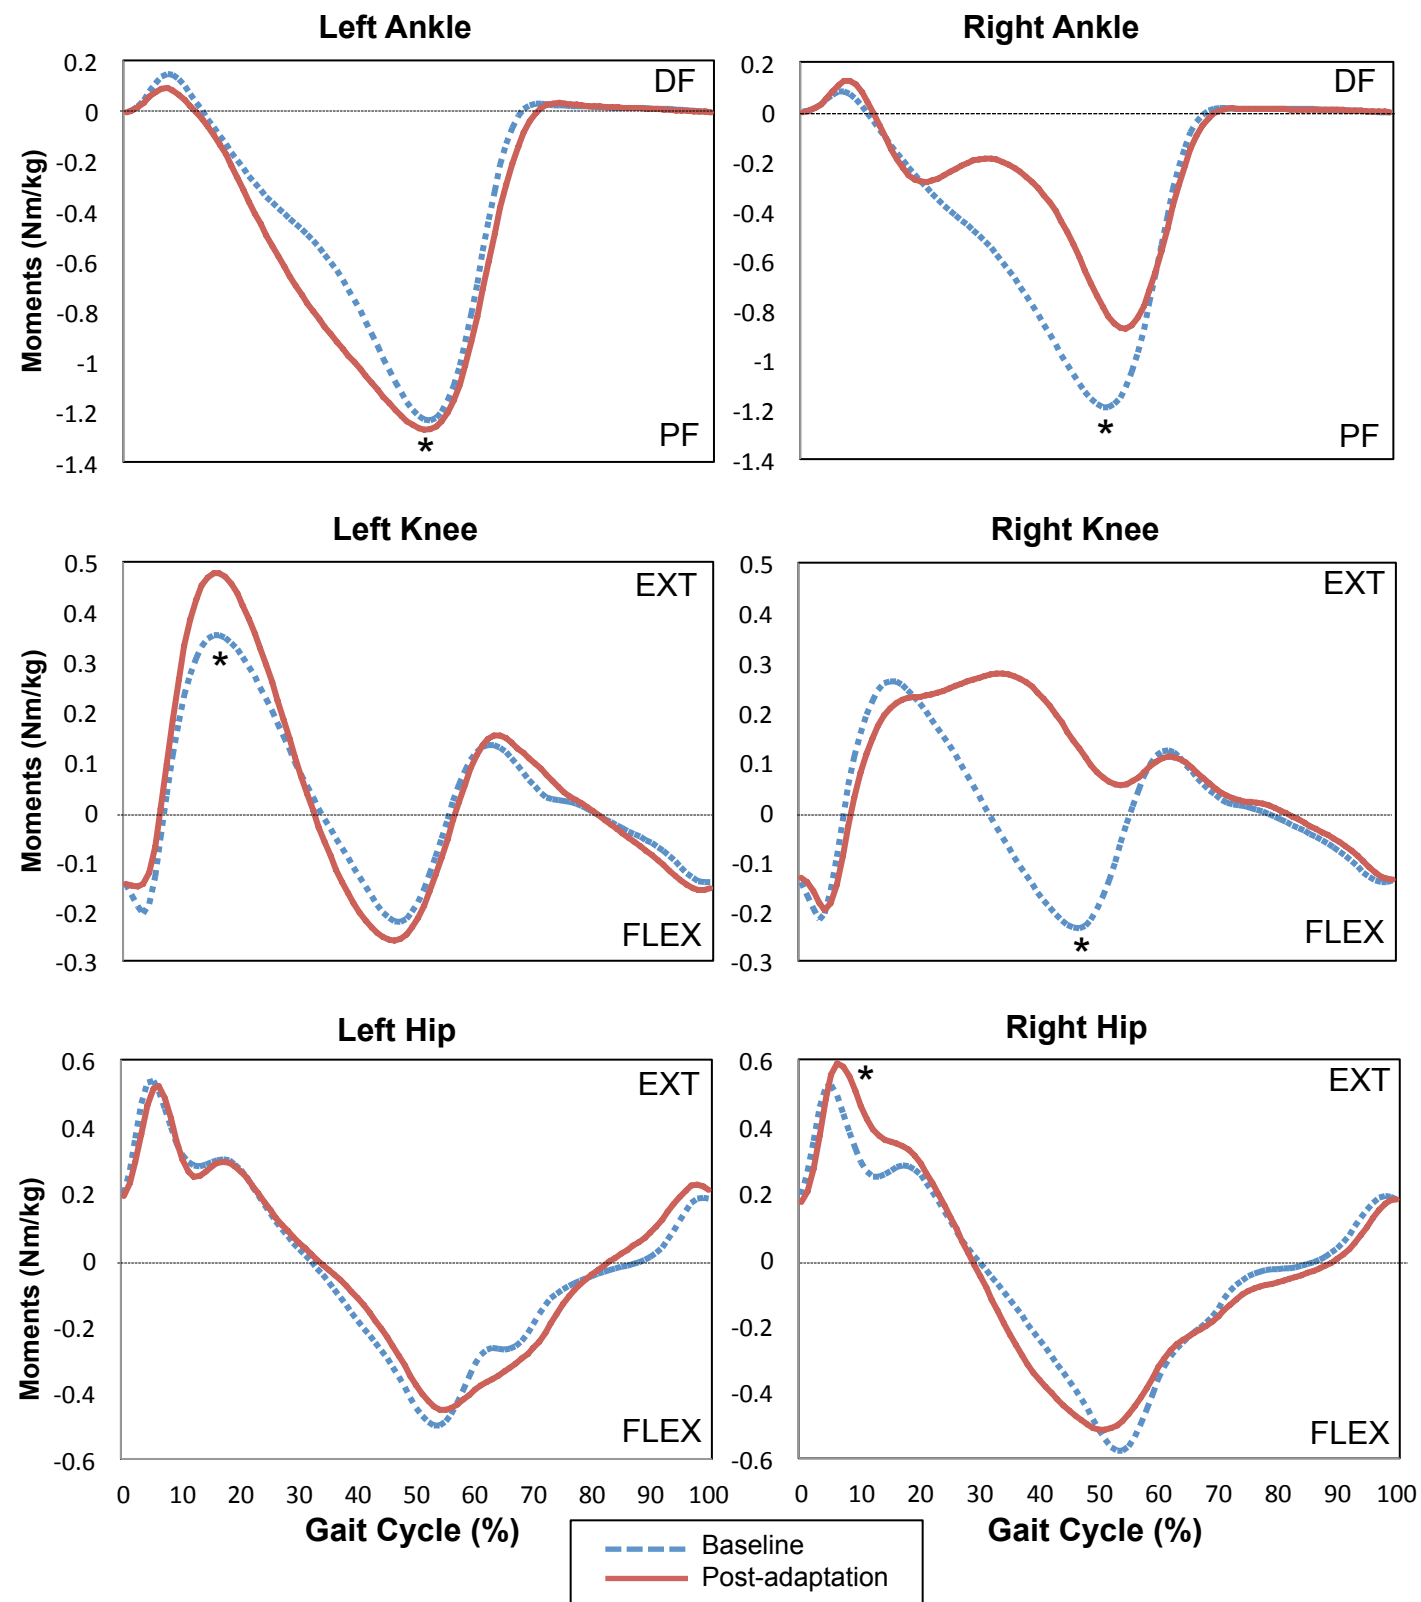 Left Ankle
Right Ankle
0.2
0
-0.2
-0.4
-0.6
-0.8
-1
-1.2
-1.4
Moments (Nm/kg)
DF
PF
*
0.2
0
-0.2
-0.4
-0.6
-0.8
-1
-1.2
-1.4
DF
PF
*
Left Knee
Right Knee
0.5
0.4
0.3
0.2
0.1
0
-0.1
-0.2
-0.3
Moments (Nm/kg)
EXT
FLEX
*
0.5
0.4
0.3
0.2
0.1
0
-0.1
-0.2
-0.3
EXT
FLEX
*
Left Hip
Right Hip
0.6
0.4
0.2
0
-0.2
-0.4
-0.6
Moments (Nm/kg)
EXT
FLEX
0.6
0.4
0.2
0
-0.2
-0.4
-0.6
EXT
FLEX
*
0 10 20 30 40 50 60 70 80 90 100
0 10 20 30 40 50 60 70 80 90 100
Gait Cycle (%)
Gait Cycle (%)
Baseline
Post-adaptation